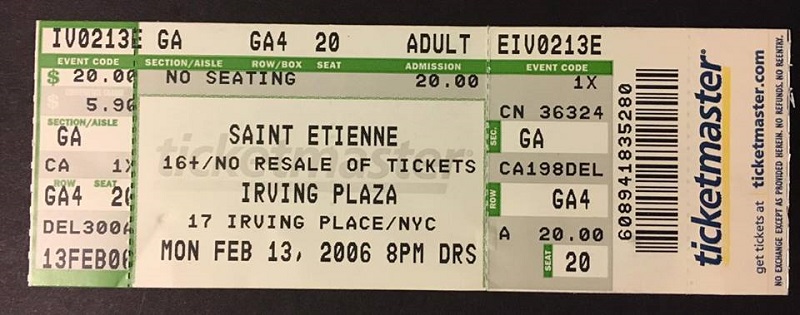 IV0213E GA GA4 20 ADULT EIV0213E
EVENT CODE SECTION/AISLE ROW/BOX SEAT ADMISSION EVENT CODE
$ 20.00 NO SEATING 20.00 1X
5.90
SECTION/AISLE
GA
CA 1X
ROW SEAT
GA4 20
DEL300A
13FEB06
ticketmaster
SAINT ETIENNE
16+/NO RESALE OF TICKETS
IRVING PLAZA
17 IRVING PLACE/NYC
MON FEB 13, 2006 8PM DRS
CN 36324
SEC. GA
CA198DEL
ROW GA4
A 20.00
SEAT 20
608941835280
ticketmaster®
get tickets at ticketmaster.com
NO EXCHANGE EXCEPT AS PROVIDED HEREIN. NO REFUNDS. NO REENTRY.